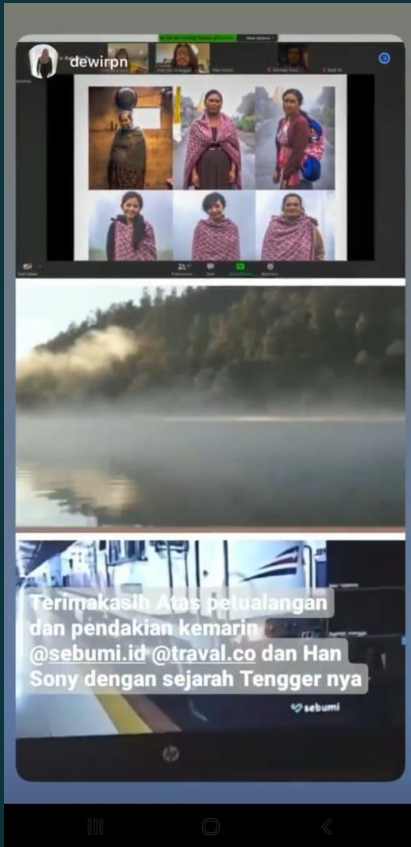 dewirpn
Terimakasih Atas petualangan
dan pendakian kemarin
@sebumi.id @traval.co dan Han
Sony dengan sejarah Tengger nya
sebumi
hp